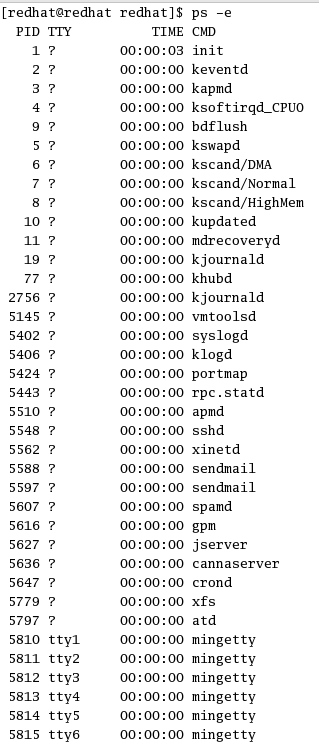 [redhat@redhat redhat]$ ps -e
  PID TTY          TIME CMD
    1 ?        00:00:03 init
    2 ?        00:00:00 keventd
    3 ?        00:00:00 kapmd
    4 ?        00:00:00 ksoftirqd_CPU0
    9 ?        00:00:00 bdflush
    5 ?        00:00:00 kswapd
    6 ?        00:00:00 kscand/DMA
    7 ?        00:00:00 kscand/Normal
    8 ?        00:00:00 kscand/HighMem
   10 ?        00:00:00 kupdated
   11 ?        00:00:00 mdrecoveryd
   19 ?        00:00:00 kjournald
   77 ?        00:00:00 khubd
 2756 ?        00:00:00 kjournald
 5145 ?        00:00:00 vmtoolsd
 5402 ?        00:00:00 syslogd
 5406 ?        00:00:00 klogd
 5424 ?        00:00:00 portmap
 5443 ?        00:00:00 rpc.statd
 5510 ?        00:00:00 apmd
 5548 ?        00:00:00 sshd
 5562 ?        00:00:00 xinetd
 5588 ?        00:00:00 sendmail
 5597 ?        00:00:00 sendmail
 5607 ?        00:00:00 spamd
 5616 ?        00:00:00 gpm
 5627 ?        00:00:00 jserver
 5636 ?        00:00:00 cannaserver
 5647 ?        00:00:00 crond
 5779 ?        00:00:00 xfs
 5797 ?        00:00:00 atd
 5810 tty1     00:00:00 mingetty
 5811 tty2     00:00:00 mingetty
 5812 tty3     00:00:00 mingetty
 5813 tty4     00:00:00 mingetty
 5814 tty5     00:00:00 mingetty
 5815 tty6     00:00:00 mingetty